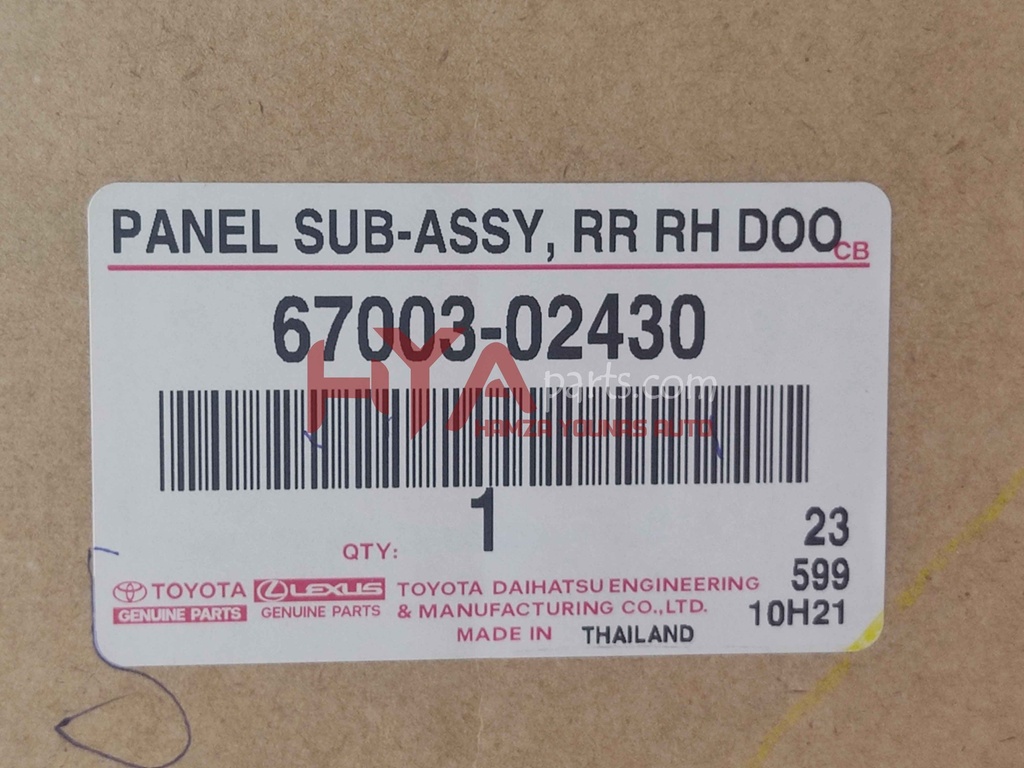 PANEL SUB-ASSY, RR RH DOO
CB
67003-02430
HYA parts.com
HAMZA YOUNAS AUTO
1
QTY:
23
599
10H21
TOYOTA
GENUINE PARTS
LEXUS
GENUINE PARTS
TOYOTA DAIHATSU ENGINEERING
& MANUFACTURING CO.,LTD.
MADE IN THAILAND